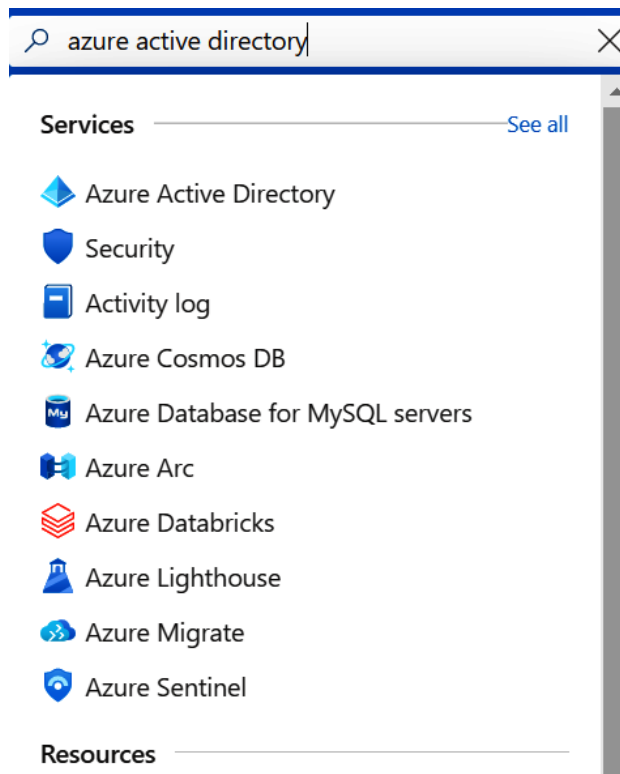 azure active directory
Services See all
Azure Active Directory
Security
Activity log
Azure Cosmos DB
My Azure Database for MySQL servers
Azure Arc
Azure Databricks
Azure Lighthouse
Azure Migrate
Azure Sentinel
Resources